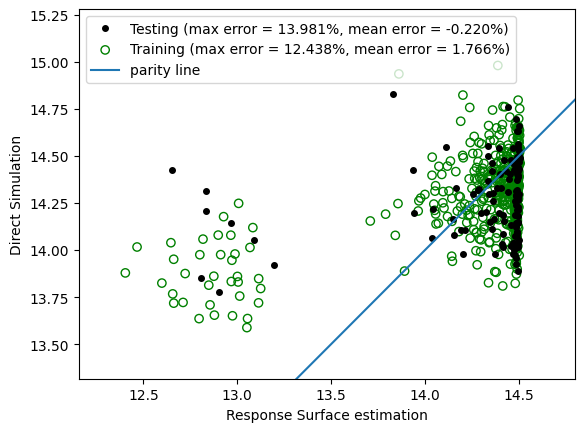 Testing (max error = 13.981%, mean error = -0.220%)
Training (max error = 12.438%, mean error = 1.766%)
parity line
15.25
15.00
14.75
14.50
14.25
14.00
13.75
13.50
Direct Simulation
12.5 13.0 13.5 14.0 14.5
Response Surface estimation